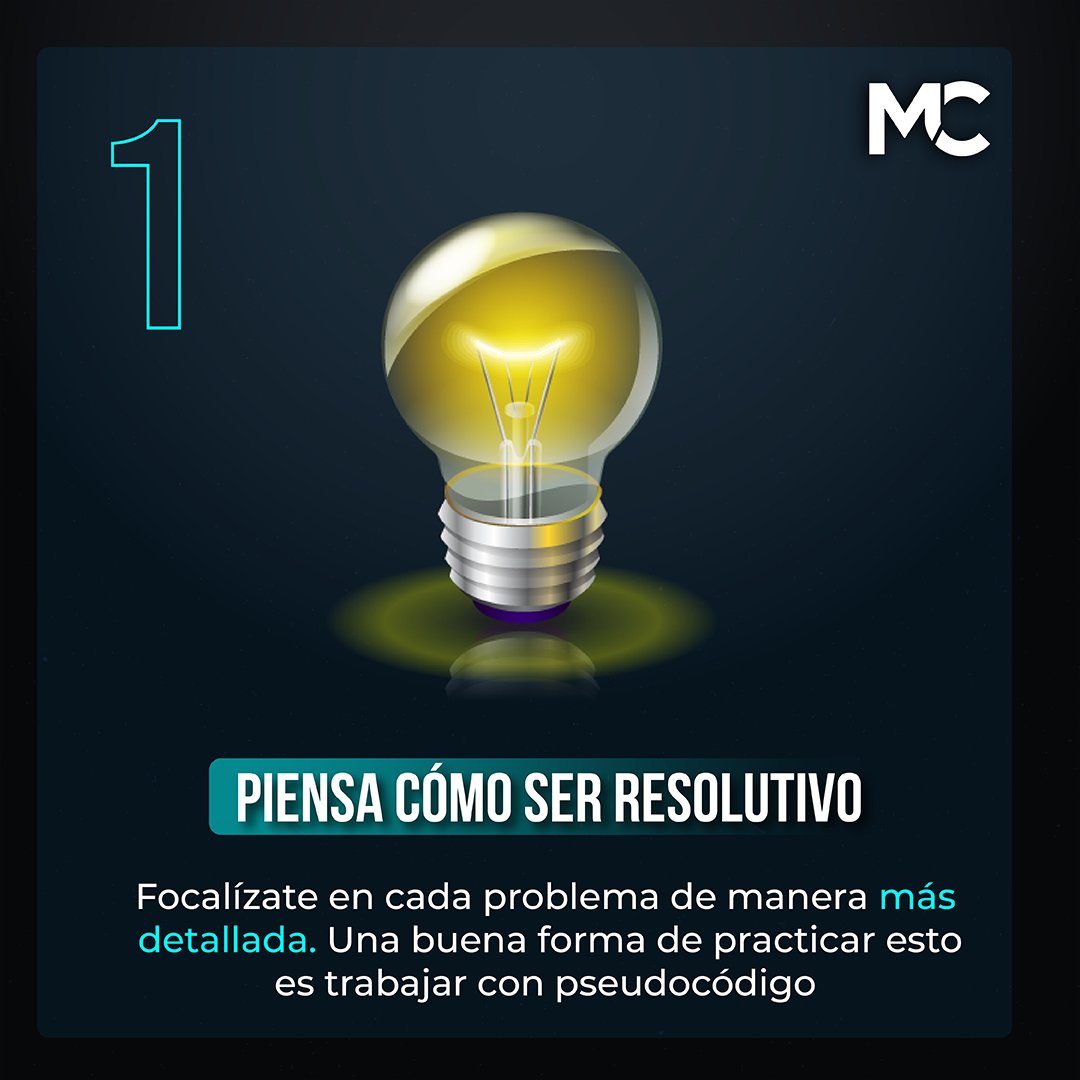 1
MC
PIENSA CÓMO SER RESOLUTIVO
Focalízate en cada problema de manera más
detallada. Una buena forma de practicar esto
es trabajar con pseudocódigo